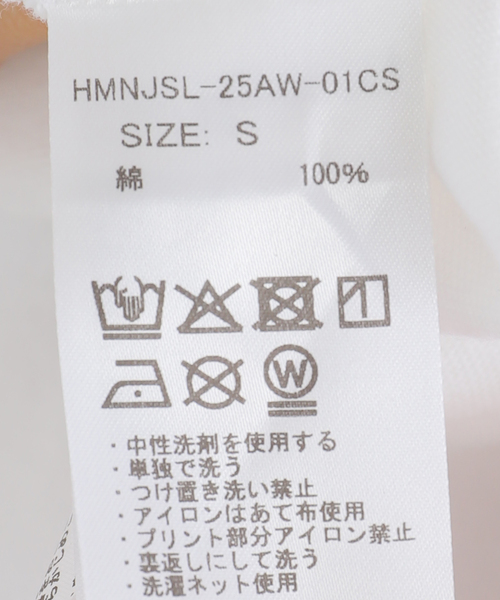 HMNJSL-25AW-01CS
SIZE: S
綿 100%
W
・中性洗剤を使用する
・単独で洗う
・つけ置き洗い禁止
・アイロンはあて布使用
・プリント部分アイロン禁止
・裏返しにして洗う
・洗濯ネット使用